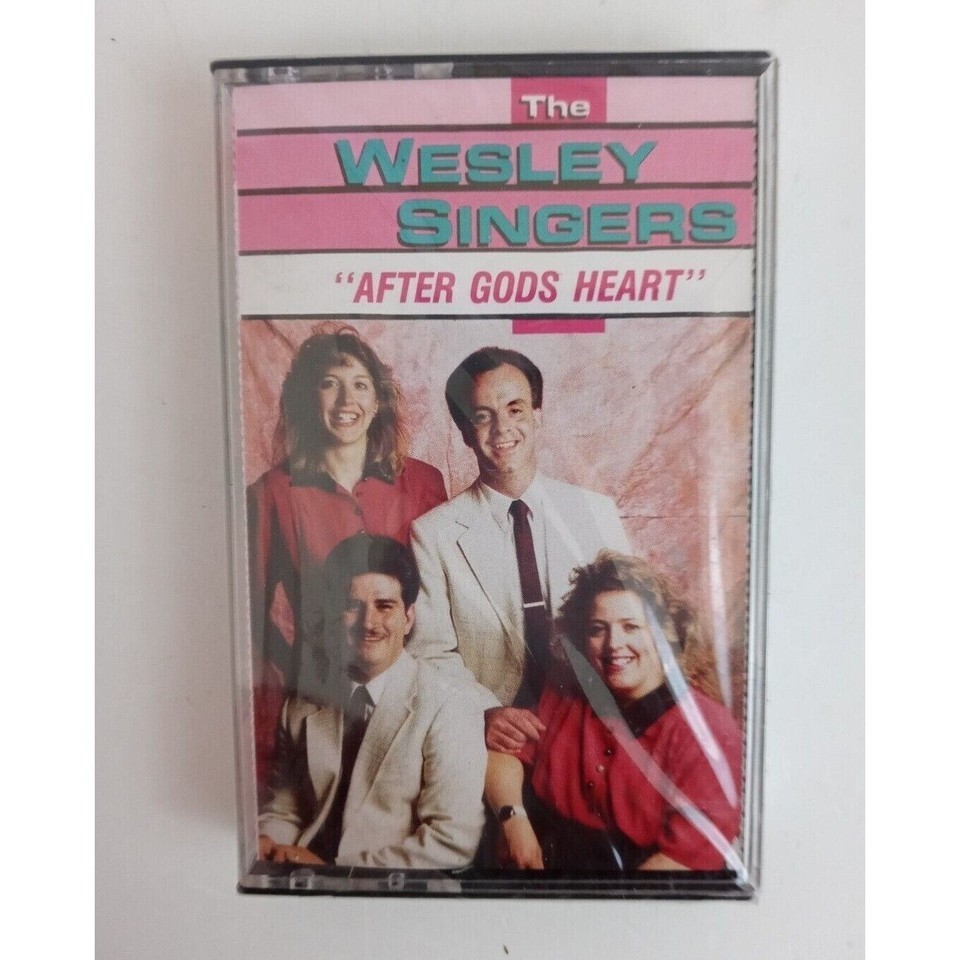 The
WESLEY
SINGERS
"AFTER GODS HEART"